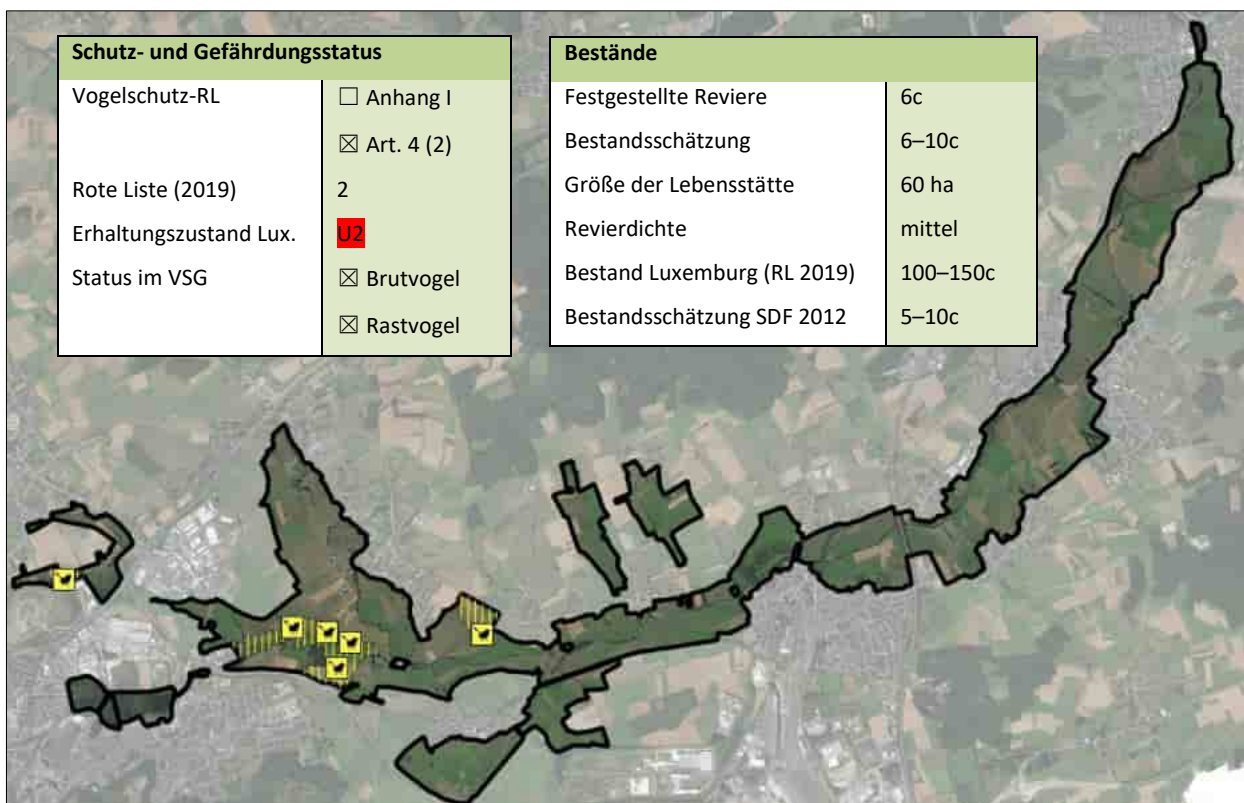 Schutz- und Gefährdungsstatus
Vogelschutz-RL ☐ Anhang I
☒ Art. 4 (2)
Rote Liste (2019) 2
Erhaltungszustand Lux. U2
Status im VSG ☒ Brutvogel
☒ Rastvogel
Bestände
Festgestellte Reviere 6c
Bestandsschätzung 6–10c
Größe der Lebensstätte 60 ha
Revierdichte mittel
Bestand Luxemburg (RL 2019) 100–150c
Bestandsschätzung SDF 2012 5–10c